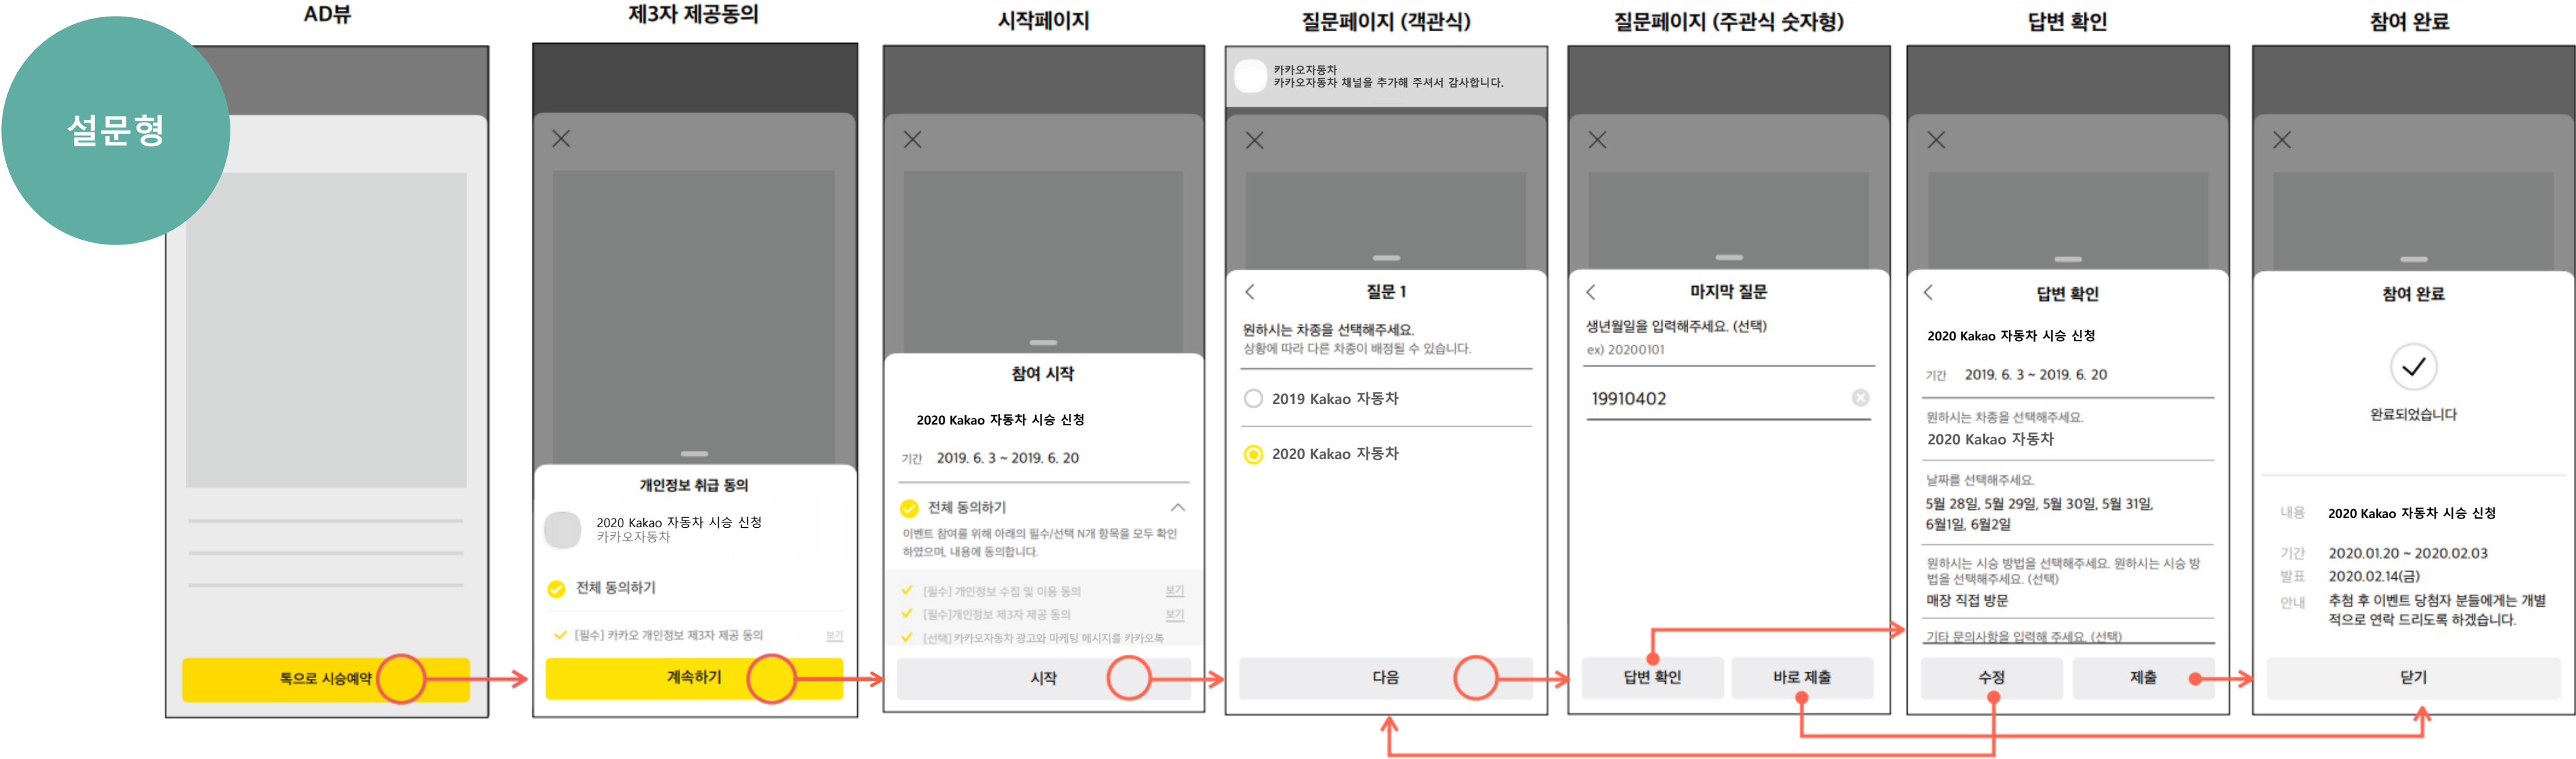 설문형
AD뷰
톡으로 시승예약
제3자 제공동의
개인정보 취급 동의
2020 Kakao 자동차 시승 신청
카카오자동차
전체 동의하기
[필수] 카카오 개인정보 제3자 제공 동의 보기
계속하기
시작페이지
참여 시작
2020 Kakao 자동차 시승 신청
기간 2019. 6. 3 ~ 2019. 6. 20
전체 동의하기
이벤트 참여를 위해 아래의 필수/선택 N개 항목을 모두 확인
하였으며, 내용에 동의합니다.
[필수] 개인정보 수집 및 이용 동의 보기
[필수]개인정보 제3자 제공 동의 보기
[선택] 카카오자동차 광고와 마케팅 메시지를 카카오톡
시작
질문페이지 (객관식)
카카오자동차
카카오자동차 채널을 추가해 주셔서 감사합니다.
질문 1
원하시는 차종을 선택해주세요.
상황에 따라 다른 차종이 배정될 수 있습니다.
2019 Kakao 자동차
2020 Kakao 자동차
다음
질문페이지 (주관식 숫자형)
마지막 질문
생년월일을 입력해주세요. (선택)
ex) 20200101
19910402
답변 확인 바로 제출
답변 확인
답변 확인
2020 Kakao 자동차 시승 신청
기간 2019. 6. 3 ~ 2019. 6. 20
원하시는 차종을 선택해주세요.
2020 Kakao 자동차
날짜를 선택해주세요.
5월 28일, 5월 29일, 5월 30일, 5월 31일,
6월1일, 6월2일
원하시는 시승 방법을 선택해주세요. 원하시는 시승 방
법을 선택해주세요. (선택)
매장 직접 방문
기타 문의사항을 입력해 주세요. (선택)
수정 제출
참여 완료
참여 완료
완료되었습니다
내용 2020 Kakao 자동차 시승 신청
기간 2020.01.20 ~ 2020.02.03
발표 2020.02.14(금)
안내 추첨 후 이벤트 당첨자 분들에게는 개별
적으로 연락 드리도록 하겠습니다.
닫기